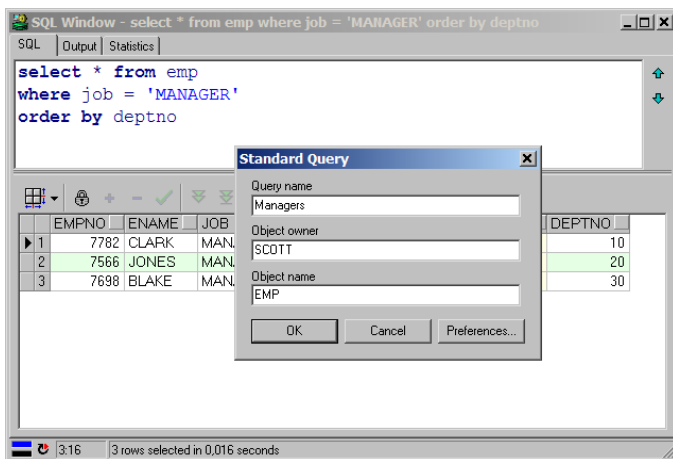 SQL Window - select * from emp where job = 'MANAGER' order by deptno
SQL Output Statistics
select * from emp
where job = 'MANAGER'
order by deptno
Standard Query
Query name
Managers
Object owner
SCOTT
Object name
EMP
OK Cancel Preferences...
EMPNO ENAME JOB DEPTNO
1 7782 CLARK MAN. 10
2 7566 JONES MAN. 20
3 7698 BLAKE MAN. 30
3:16 3 rows selected in 0,016 seconds